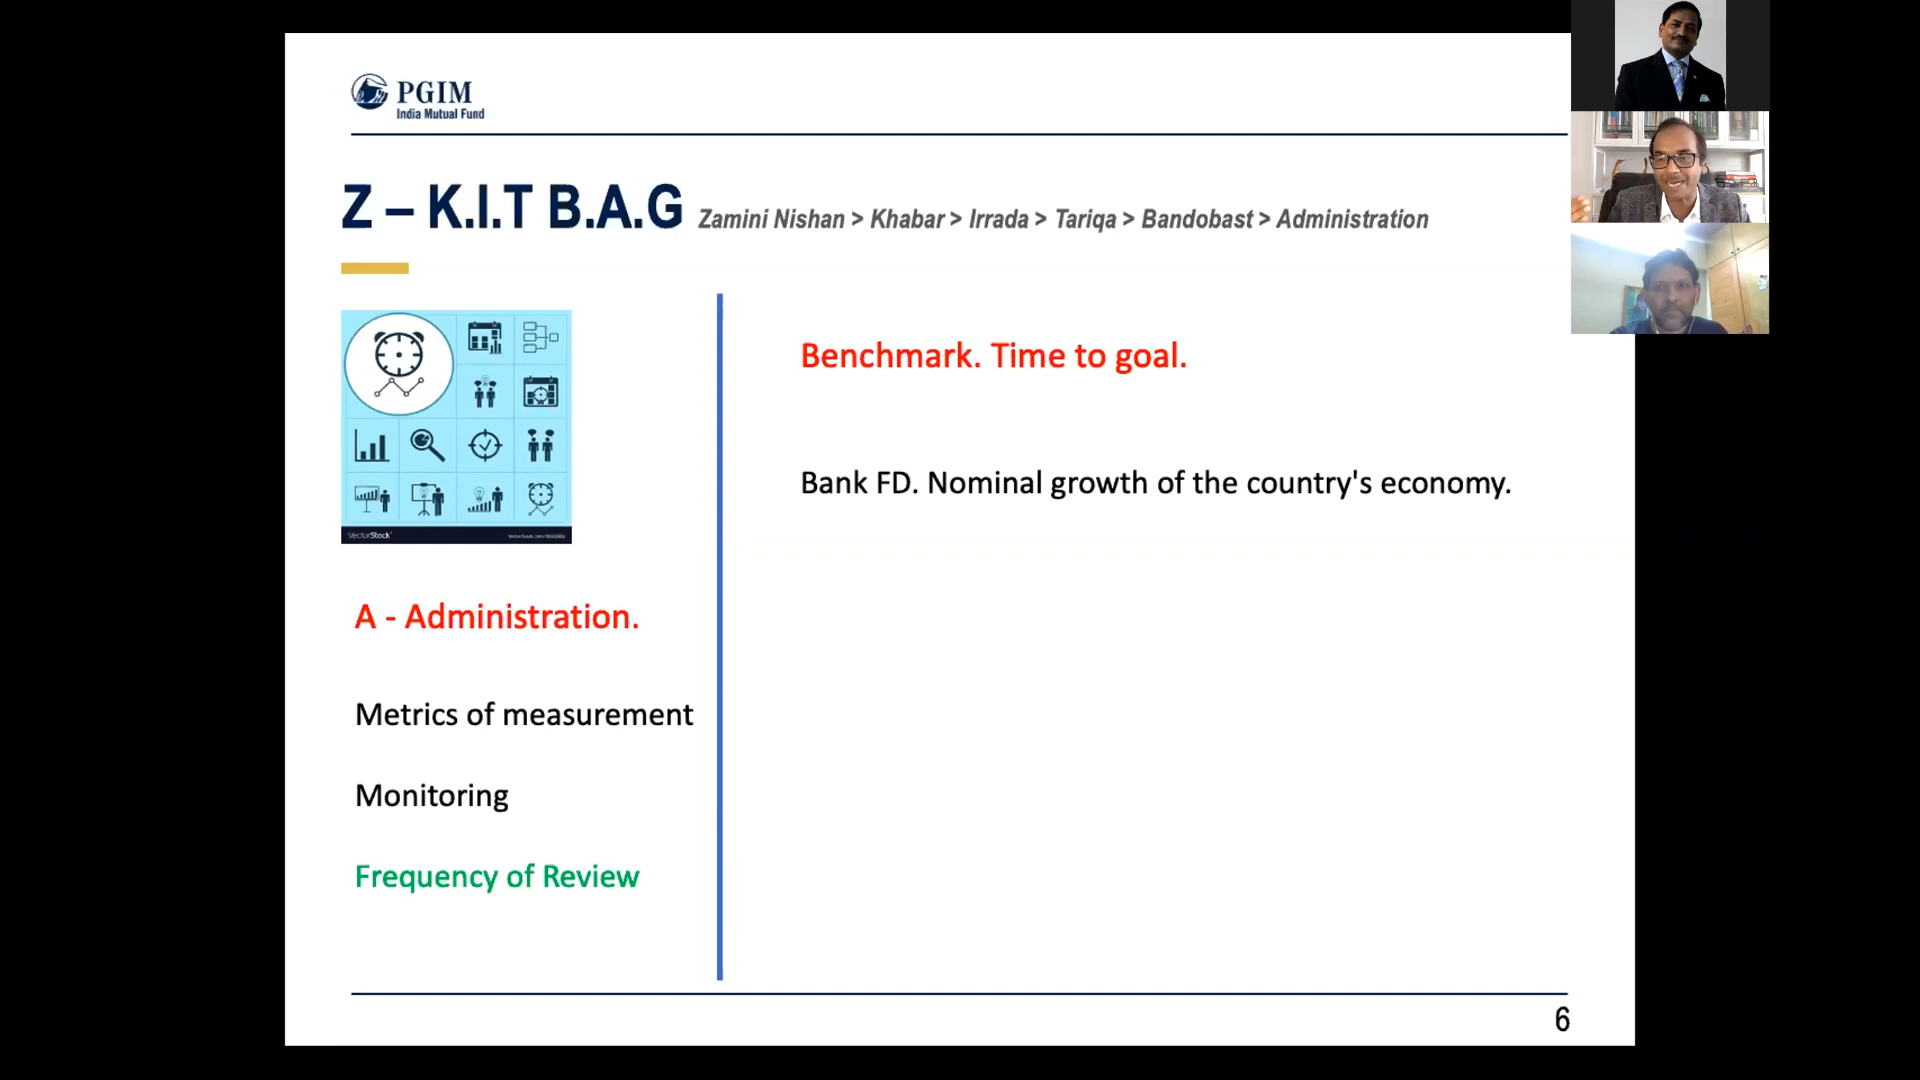 PGIM
India Mutual Fund
Z – K.I.T B.A.G Zamini Nishan > Khabar > Irrada > Tariqa > Bandobast > Administration
VectorStock
A - Administration.
Metrics of measurement
Monitoring
Frequency of Review
Benchmark. Time to goal.
Bank FD. Nominal growth of the country's economy.
6